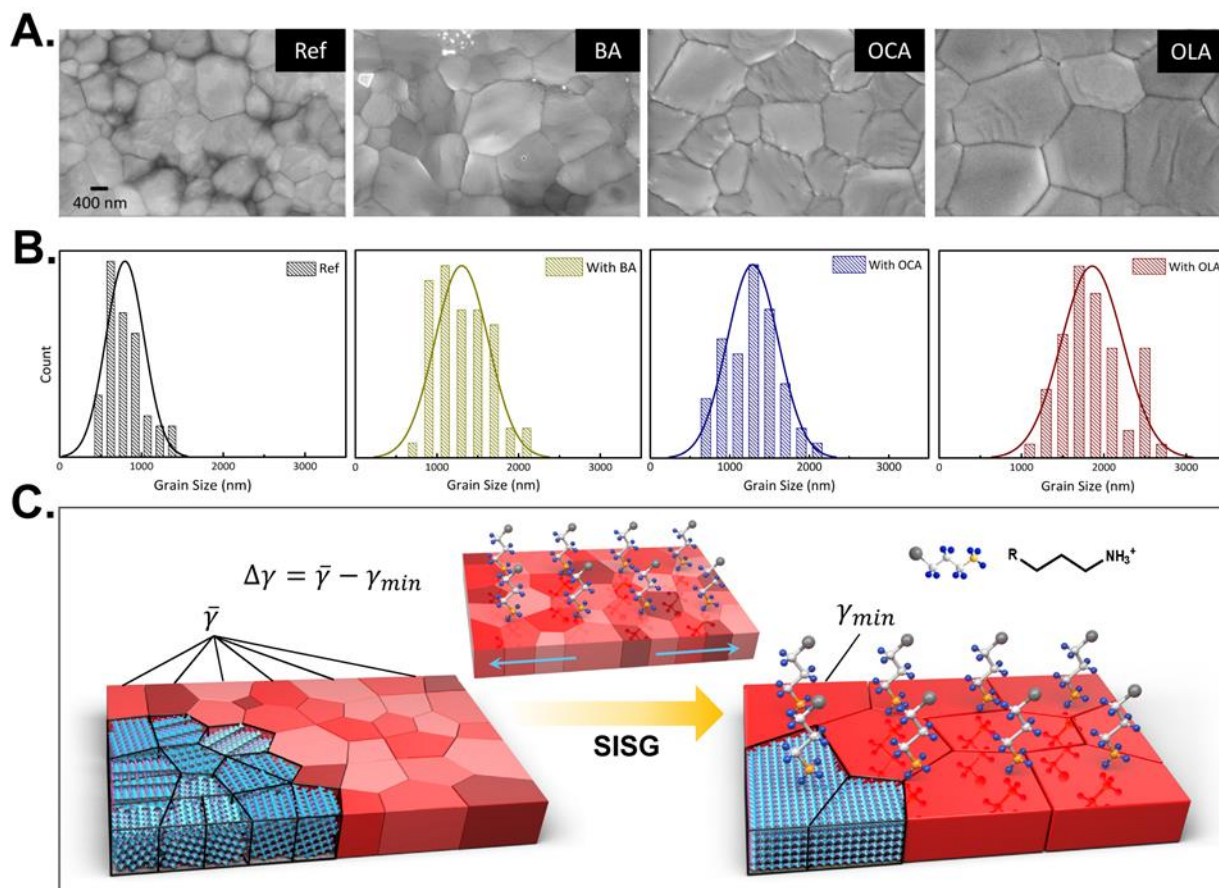 A.
Ref
BA
OCA
OLA
400 nm
B.
Ref
With BA
With OCA
With OLA
Count
0 1000 2000 3000
0 1000 2000 3000
0 1000 2000 3000
0 1000 2000 3000
Grain Size (nm)
Grain Size (nm)
Grain Size (nm)
Grain Size (nm)
C.
Δγ = γ̄ − γmin
R
NH₃⁺
γ̄
γmin
SISG